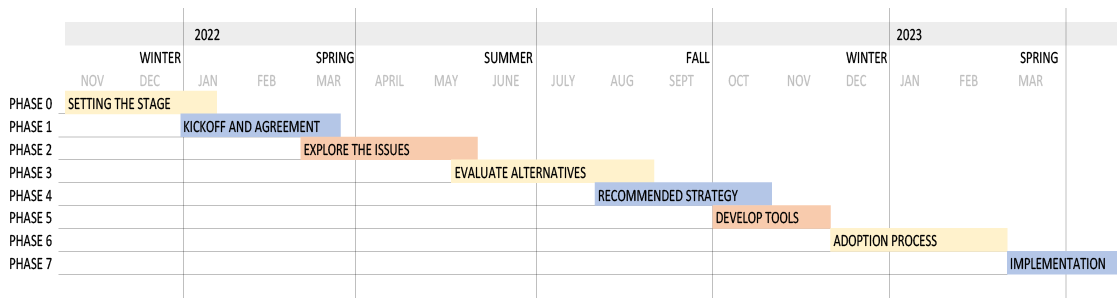 2022 2023
WINTER SPRING SUMMER FALL WINTER SPRING
NOV DEC JAN FEB MAR APRIL MAY JUNE JULY AUG SEPT OCT NOV DEC JAN FEB MAR
PHASE 0 SETTING THE STAGE
PHASE 1 KICKOFF AND AGREEMENT
PHASE 2 EXPLORE THE ISSUES
PHASE 3 EVALUATE ALTERNATIVES
PHASE 4 RECOMMENDED STRATEGY
PHASE 5 DEVELOP TOOLS
PHASE 6 ADOPTION PROCESS
PHASE 7 IMPLEMENTATION